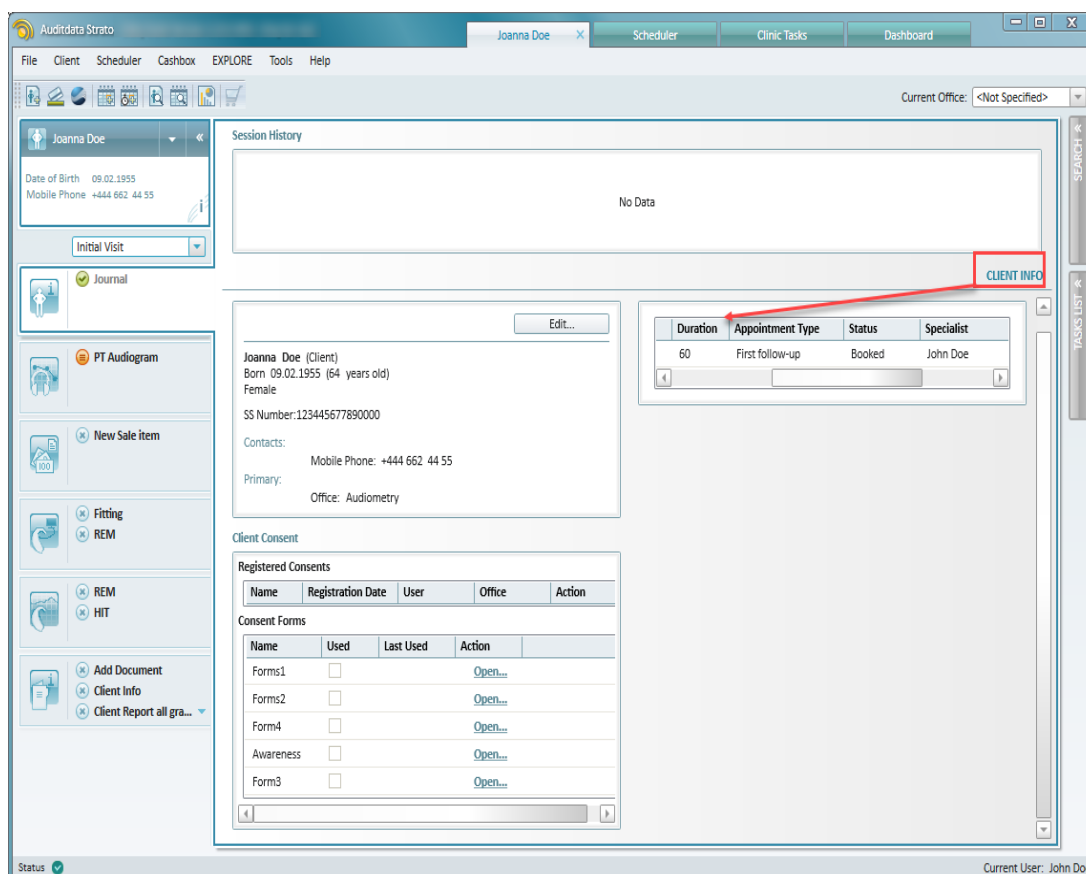 Auditdata Strato
Joanna Doe X Scheduler Clinic Tasks Dashboard
File Client Scheduler Cashbox EXPLORE Tools Help
Current Office: <Not Specified>
Joanna Doe
Date of Birth 09.02.1955
Mobile Phone +444 662 44 55
i
Initial Visit
Journal
PT Audiogram
New Sale item
100
Fitting
REM
REM
HIT
Add Document
Client Info
Client Report all gra...
Session History
No Data
CLIENT INFO
Edit...
Joanna Doe (Client)
Born 09.02.1955 (64 years old)
Female
SS Number:123445677890000
Contacts:
Mobile Phone: +444 662 44 55
Primary:
Office: Audiometry
Duration Appointment Type Status Specialist
60 First follow-up Booked John Doe
Client Consent
Registered Consents
Name Registration Date User Office Action
Consent Forms
Name Used Last Used Action
Forms1 Open...
Forms2 Open...
Form4 Open...
Awareness Open...
Form3 Open...
SEARCH
TASKS LIST
Status
Current User: John Do